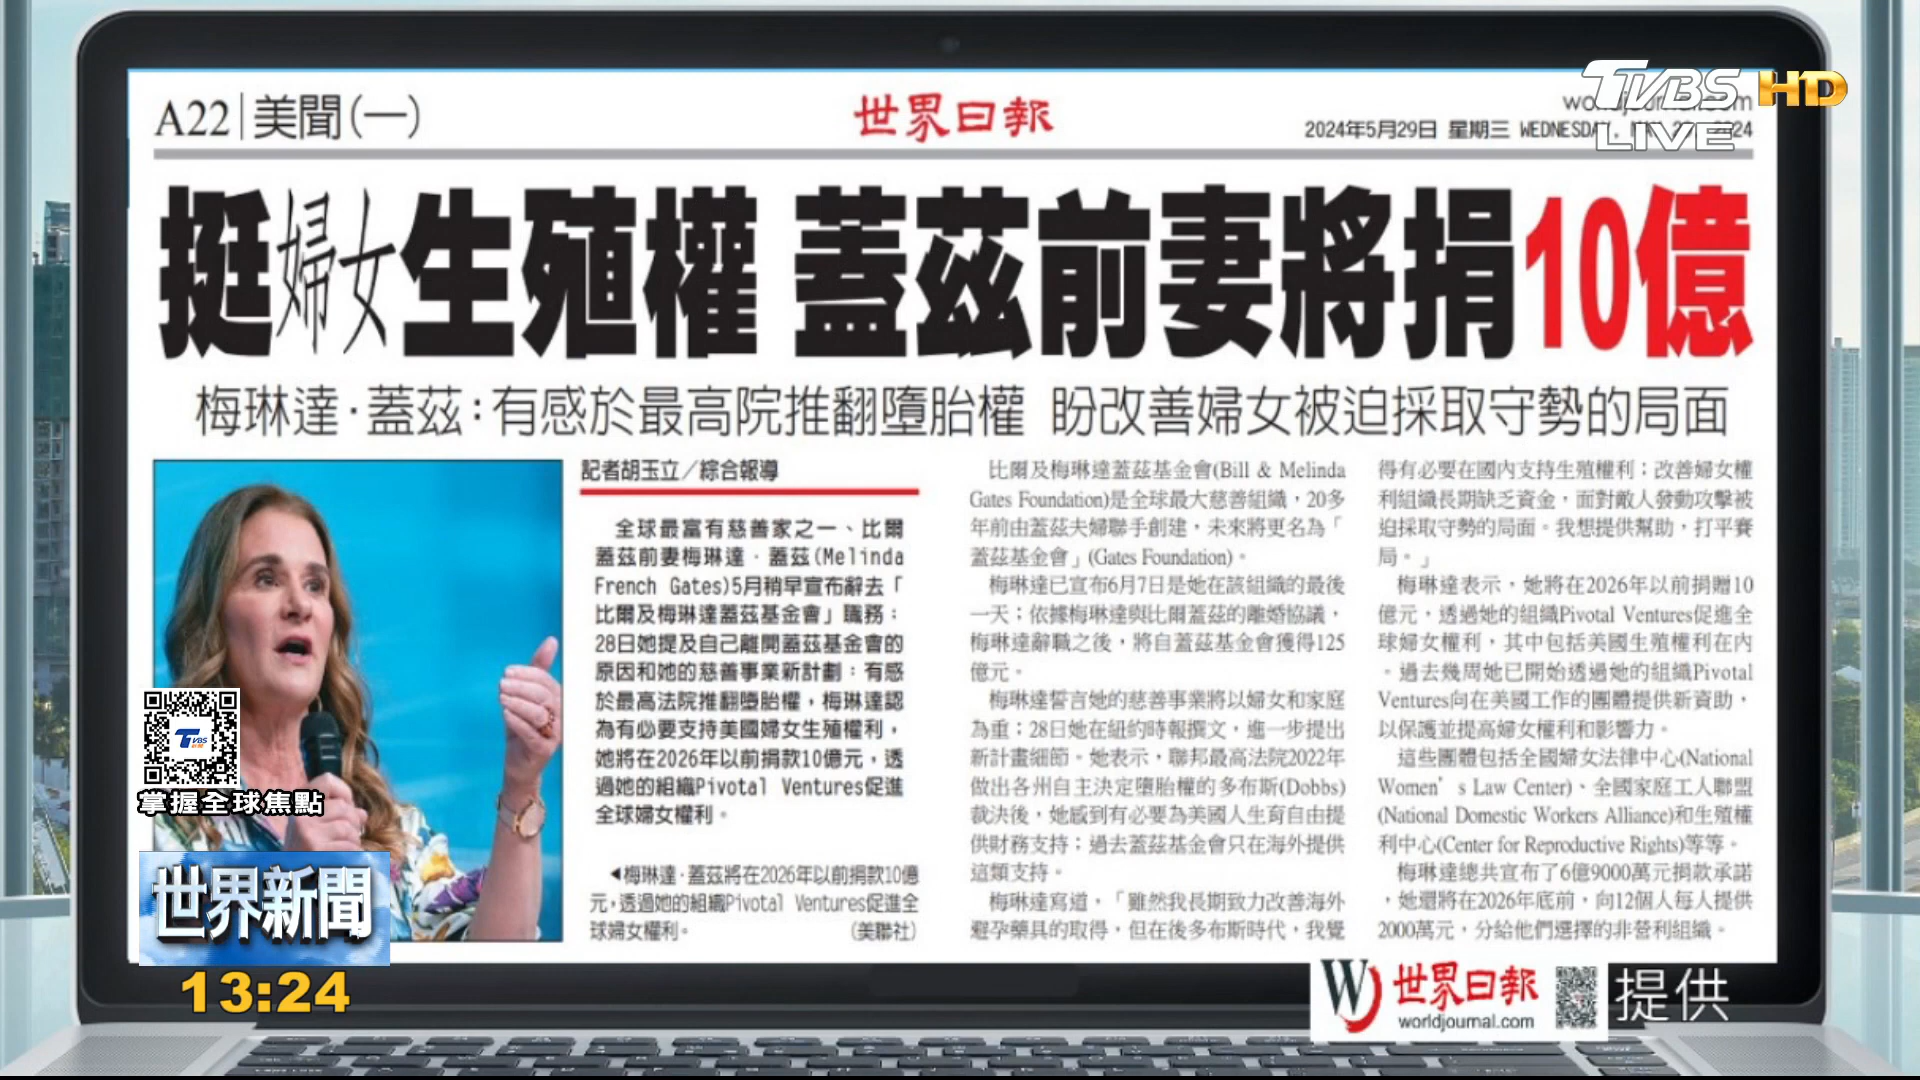 A22 美聞(一)
世界日報
2024年5月29日 星期三 WEDNESDAY,
TVBS HD
LIVE
挺婦女生殖權 蓋茲前妻將捐10億
梅琳達·蓋茲:有感於最高院推翻墮胎權 盼改善婦女被迫採取守勢的局面
記者胡玉立／綜合報導
全球最富有慈善家之一、比爾
蓋茲前妻梅琳達·蓋茲(Melinda
French Gates)5月稍早宣布辭去「
比爾及梅琳達蓋茲基金會」職務；
28日她提及自己離開蓋茲基金會的
原因和她的慈善事業新計劃：有感
於最高法院推翻墮胎權，梅琳達認
為有必要支持美國婦女生殖權利，
她將在2026年以前捐款10億元，透
過她的組織Pivotal Ventures促進
全球婦女權利。
◀梅琳達·蓋茲將在2026年以前捐款10億
元，透過她的組織Pivotal Ventures促進全
球婦女權利。 (美聯社)
比爾及梅琳達蓋茲基金會(Bill & Melinda
Gates Foundation)是全球最大慈善組織，20多
年前由蓋茲夫婦聯手創建，未來將更名為「
蓋茲基金會」(Gates Foundation)。
梅琳達已宣布6月7日是她在該組織的最後
一天；依據梅琳達與比爾蓋茲的離婚協議，
梅琳達辭職之後，將自蓋茲基金會獲得125
億元。
梅琳達誓言她的慈善事業將以婦女和家庭
為重；28日她在紐約時報撰文，進一步提出
新計畫細節。她表示，聯邦最高法院2022年
做出各州自主決定墮胎權的多布斯(Dobbs)
裁決後，她感到有必要為美國人生育自由提
供財務支持；過去蓋茲基金會只在海外提供
這類支持。
梅琳達寫道，「雖然我長期致力改善海外
避孕藥具的取得，但在後多布斯時代，我覺
得有必要在國內支持生殖權利；改善婦女權
利組織長期缺乏資金，面對敵人發動攻擊被
迫採取守勢的局面。我想提供幫助，打平賽
局。」
梅琳達表示，她將在2026年以前捐贈10
億元，透過她的組織Pivotal Ventures促進全
球婦女權利，其中包括美國生殖權利在內
。過去幾周她已開始透過她的組織Pivotal
Ventures向在美國工作的團體提供新資助，
以保護並提高婦女權利和影響力。
這些團體包括全國婦女法律中心(National
Women's Law Center)、全國家庭工人聯盟
(National Domestic Workers Alliance)和生殖權
利中心(Center for Reproductive Rights)等等。
梅琳達總共宣布了6億9000萬元捐款承諾
，她還將在2026年底前，向12個人每人提供
2000萬元，分給他們選擇的非營利組織。
TVBS 新聞
掌握全球焦點
世界新聞
13:24
W 世界日報
worldjournal.com
提供